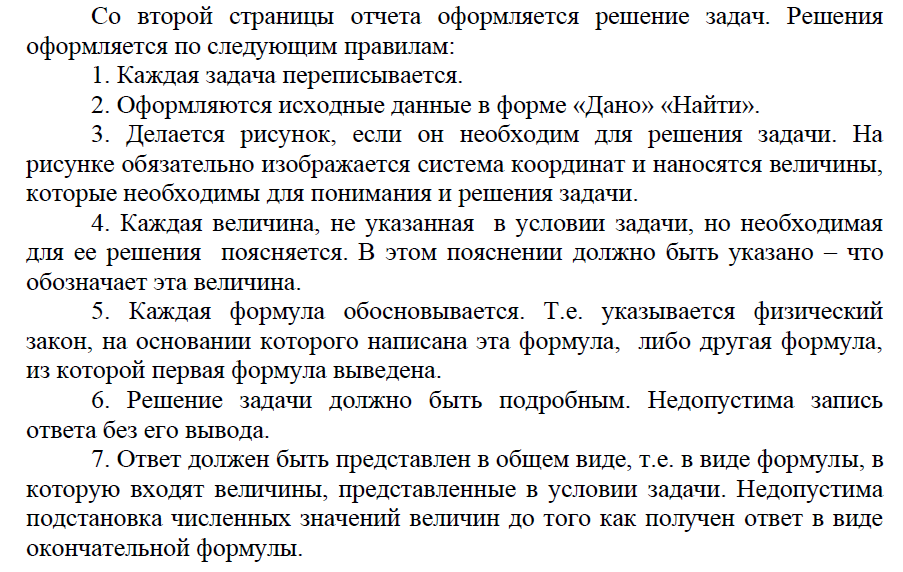 Со второй страницы отчета оформляется решение задач. Решения
оформляется по следующим правилам:
1. Каждая задача переписывается.
2. Оформляются исходные данные в форме «Дано» «Найти».
3. Делается рисунок, если он необходим для решения задачи. На
рисунке обязательно изображается система координат и наносятся величины,
которые необходимы для понимания и решения задачи.
4. Каждая величина, не указанная в условии задачи, но необходимая
для ее решения поясняется. В этом пояснении должно быть указано – что
обозначает эта величина.
5. Каждая формула обосновывается. Т.е. указывается физический
закон, на основании которого написана эта формула, либо другая формула,
из которой первая формула выведена.
6. Решение задачи должно быть подробным. Недопустима запись
ответа без его вывода.
7. Ответ должен быть представлен в общем виде, т.е. в виде формулы, в
которую входят величины, представленные в условии задачи. Недопустима
подстановка численных значений величин до того как получен ответ в виде
окончательной формулы.